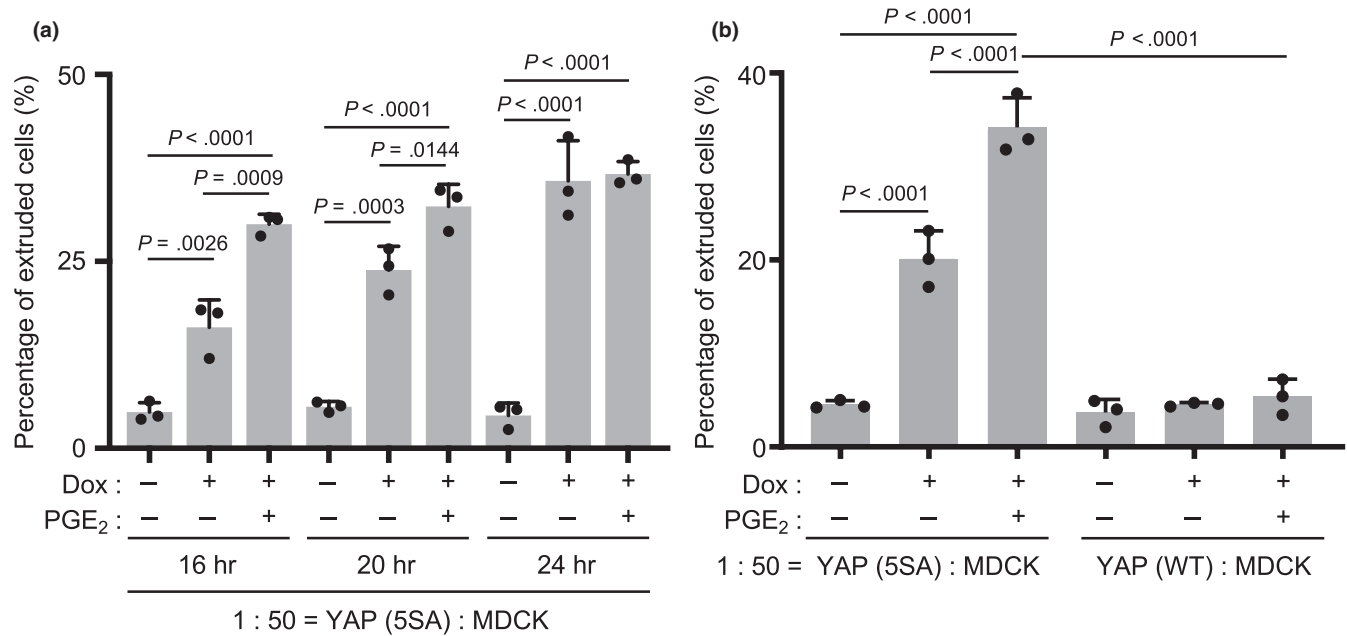 (a)
Percentage of extruded cells (%)
50
25
0
P < .0001
P = .0009
P = .0026
P < .0001
P = .0144
P = .0003
P < .0001
P < .0001
Dox : − + + − + + − + +
PGE₂ : − − + − − + − − +
16 hr 20 hr 24 hr
1 : 50 = YAP (5SA) : MDCK
(b)
Percentage of extruded cells (%)
40
20
0
P < .0001
P < .0001
P < .0001
P < .0001
Dox : − + + − + +
PGE₂ : − − + − − +
1 : 50 = YAP (5SA) : MDCK YAP (WT) : MDCK